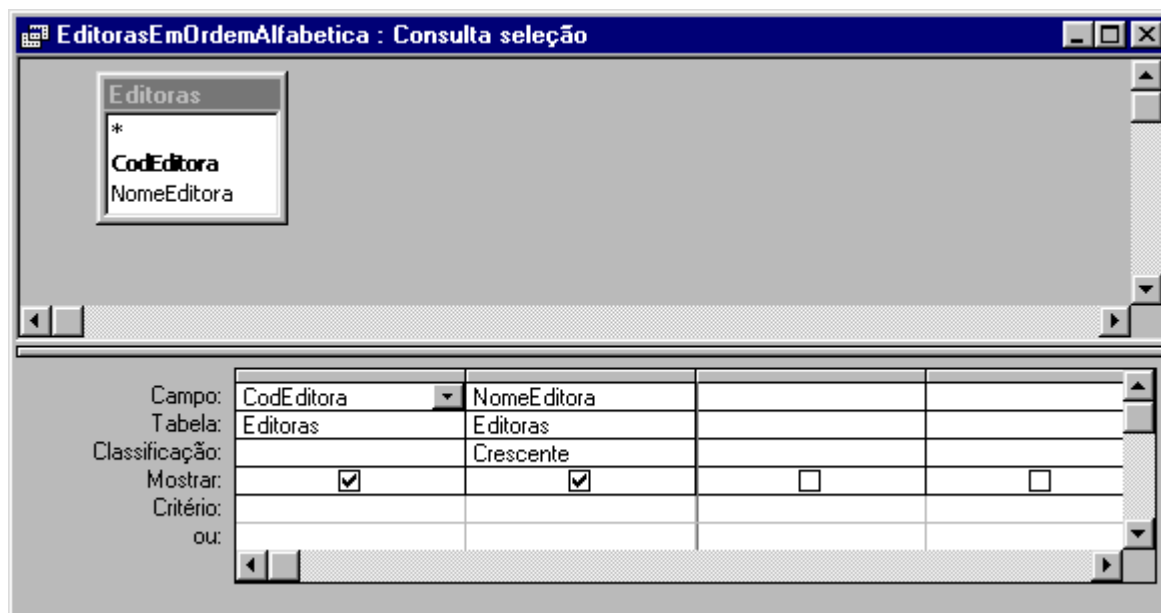 EditorasEmOrdemAlfabetica : Consulta seleção
Editoras
*
CodEditora
NomeEditora
Campo: CodEditora NomeEditora
Tabela: Editoras Editoras
Classificação: Crescente
Mostrar:
Critério:
ou: